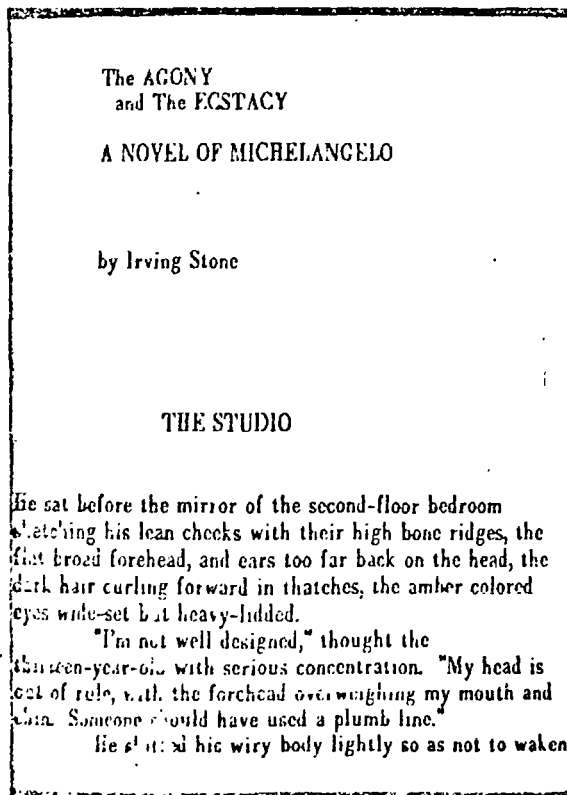 The AGONY
and The ECSTACY
A NOVEL OF MICHELANGELO
by Irving Stone
THE STUDIO
He sat before the mirror of the second-floor bedroom
sketching his lean cheeks with their high bone ridges, the
flat broad forehead, and ears too far back on the head, the
dark hair curling forward in thatches, the amber colored
eyes wide-set but heavy-lidded.
"I'm not well designed," thought the
thirteen-year-old with serious concentration. "My head is
out of rule, with the forehead overweighing my mouth and
chin. Someone should have used a plumb line."
He shifted his wiry body lightly so as not to waken